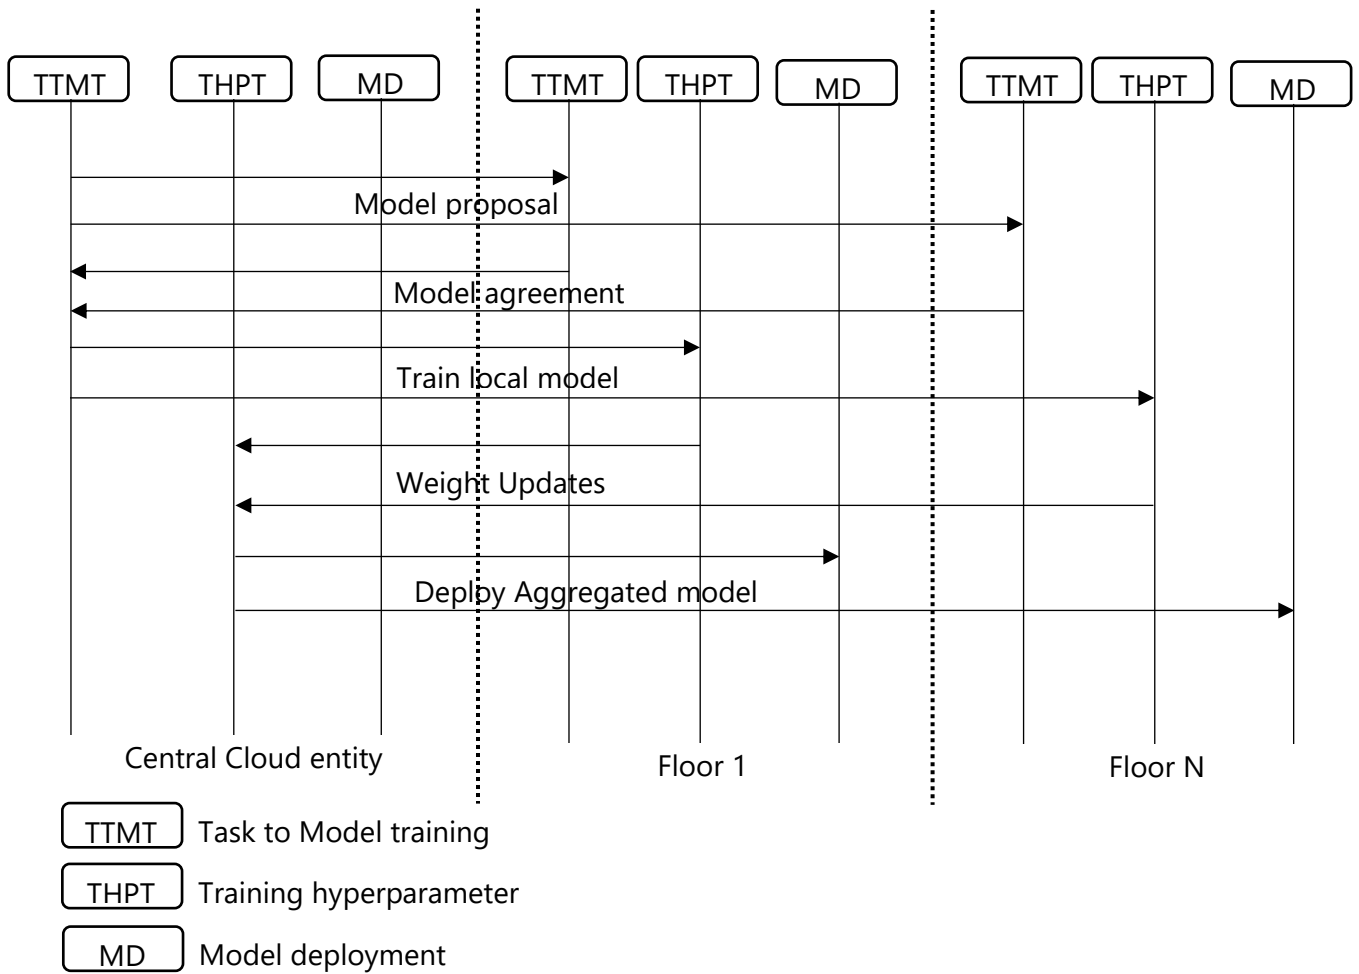 TTMT THPT MD TTMT THPT MD TTMT THPT MD
Model proposal
Model agreement
Train local model
Weight Updates
Deploy Aggregated model
Central Cloud entity
Floor 1
Floor N
TTMT Task to Model training
THPT Training hyperparameter
MD Model deployment